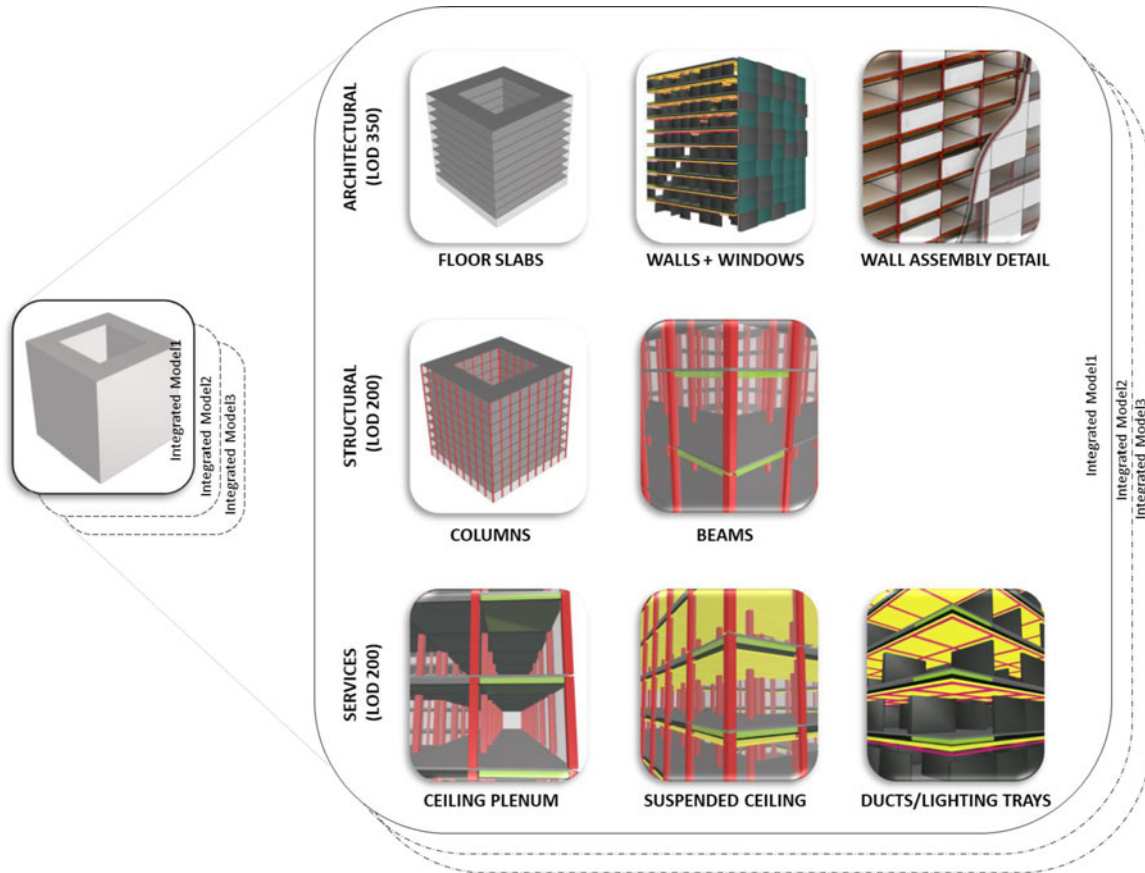 Integrated Model1
Integrated Model2
Integrated Model3
ARCHITECTURAL
(LOD 350)
FLOOR SLABS
WALLS + WINDOWS
WALL ASSEMBLY DETAIL
STRUCTURAL
(LOD 200)
COLUMNS
BEAMS
SERVICES
(LOD 200)
CEILING PLENUM
SUSPENDED CEILING
DUCTS/LIGHTING TRAYS
Integrated Model1
Integrated Model2
Integrated Model3